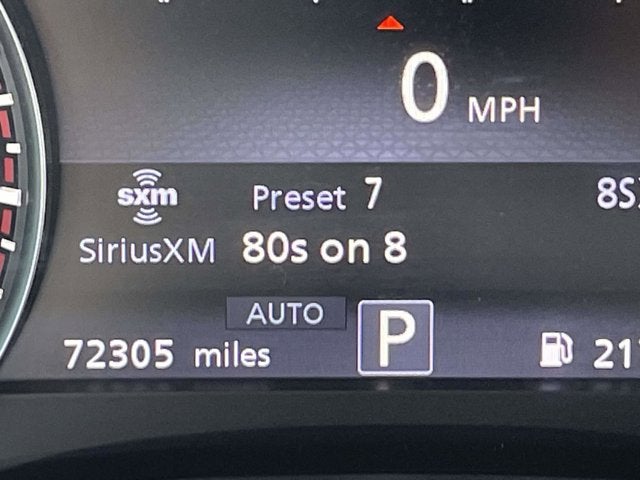 0 MPH
sxm Preset 7
SiriusXM 80s on 8
AUTO
72305 miles P